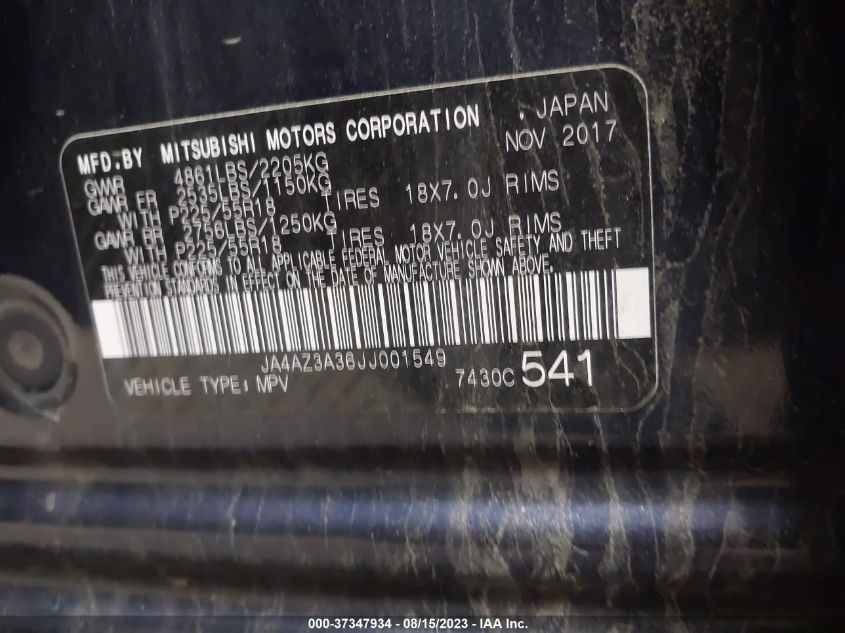 MFD. BY MITSUBISHI MOTORS CORPORATION . JAPAN
NOV 2017
GVWR 4861LBS/2205KG
GAWR FR 2535LBS/1150KG
WITH P225/55R18 TIRES 18X7.0J RIMS
GAWR RR 2756LBS/1250KG
WITH P225/55R18 TIRES 18X7.0J RIMS
THIS VEHICLE CONFORMS TO ALL APPLICABLE FEDERAL MOTOR VEHICLE SAFETY AND THEFT
PREVENTION STANDARDS IN EFFECT ON THE DATE OF MANUFACTURE SHOWN ABOVE.
JA4AZ3A36JJ001549
VEHICLE TYPE: MPV 7430C 541
000-37347934 - 08/15/2023 - IAA Inc.